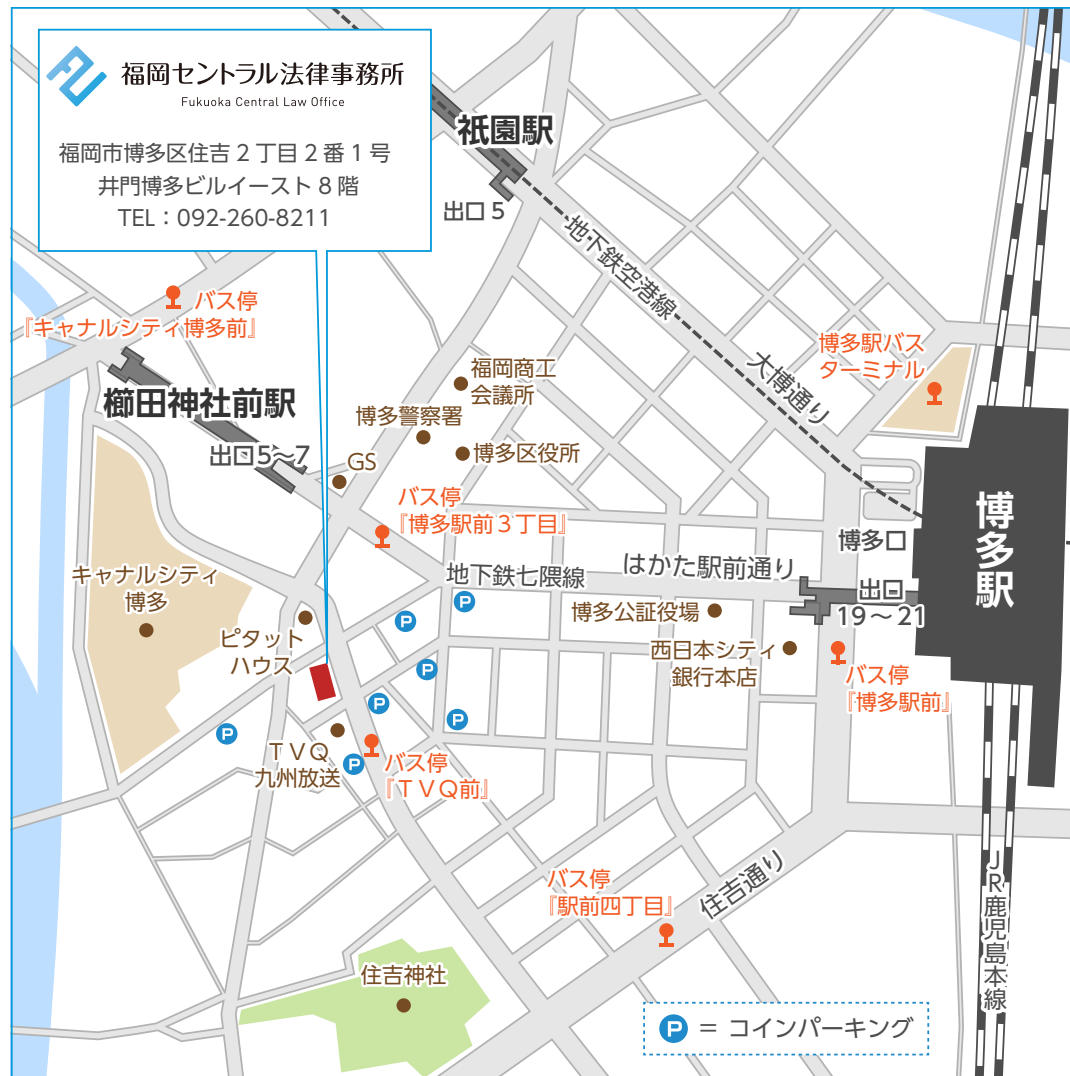 福岡セントラル法律事務所
Fukuoka Central Law Office
福岡市博多区住吉２丁目２番１号
井門博多ビルイースト８階
TEL：092-260-8211
祇園駅
出口５
地下鉄空港線
大博通り
バス停
『キャナルシティ博多前』
櫛田神社前駅
出口5〜7
福岡商工
会議所
博多警察署
博多区役所
GS
バス停
『博多駅前３丁目』
博多駅バス
ターミナル
博多駅
博多口
はかた駅前通り
地下鉄七隈線
出口
19〜21
博多公証役場
西日本シティ
銀行本店
バス停
『博多駅前』
キャナルシティ
博多
ピタット
ハウス
P
P
P
P
P
P
P
ＴＶＱ
九州放送
バス停
『ＴＶＱ前』
バス停
『駅前四丁目』
住吉通り
JR鹿児島本線
住吉神社
P ＝ コインパーキング